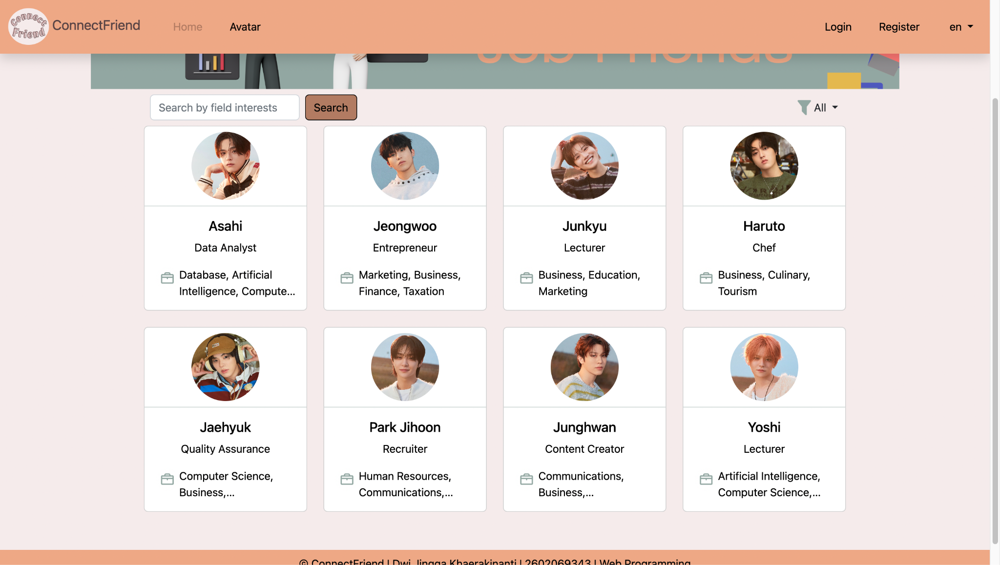 Connect
Friend
ConnectFriend
Home
Avatar
Login
Register
en
Job Friends
Search by field interests
Search
All
Asahi
Data Analyst
Database, Artificial
Intelligence, Compute...
Jeongwoo
Entrepreneur
Marketing, Business,
Finance, Taxation
Junkyu
Lecturer
Business, Education,
Marketing
Haruto
Chef
Business, Culinary,
Tourism
Jaehyuk
Quality Assurance
Computer Science,
Business,...
Park Jihoon
Recruiter
Human Resources,
Communications,...
Junghwan
Content Creator
Communications,
Business,...
Yoshi
Lecturer
Artificial Intelligence,
Computer Science,...
© ConnectFriend | Dwi Jingga Khaerakinanti | 2602069343 | Web Programming